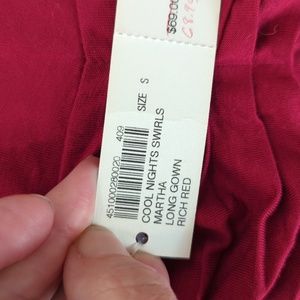 $69.00
SIZE S
409
451000280020
COOL NIGHTS SWIRLS
MARTHA
LONG GOWN
RICH RED